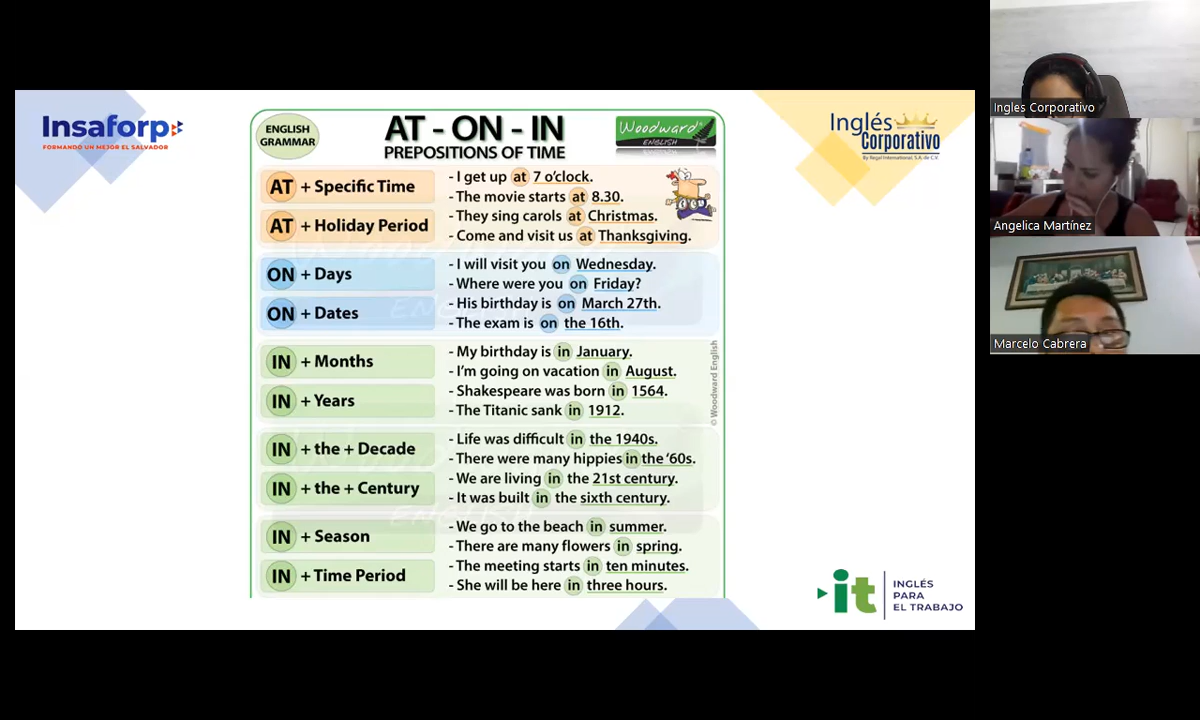 Insaforp
FORMANDO UN MEJOR EL SALVADOR
ENGLISH
GRAMMAR
AT - ON - IN
PREPOSITIONS OF TIME
Woodward
ENGLISH
Inglés
Corporativo
By Regal International, S.A. de C.V.
AT + Specific Time
- I get up at 7 o'clock.
- The movie starts at 8.30.
AT + Holiday Period
- They sing carols at Christmas.
- Come and visit us at Thanksgiving.
ON + Days
- I will visit you on Wednesday.
- Where were you on Friday?
ON + Dates
- His birthday is on March 27th.
- The exam is on the 16th.
IN + Months
- My birthday is in January.
- I'm going on vacation in August.
IN + Years
- Shakespeare was born in 1564.
- The Titanic sank in 1912.
IN + the + Decade
- Life was difficult in the 1940s.
- There were many hippies in the '60s.
IN + the + Century
- We are living in the 21st century.
- It was built in the sixth century.
IN + Season
- We go to the beach in summer.
- There are many flowers in spring.
IN + Time Period
- The meeting starts in ten minutes.
- She will be here in three hours.
© Woodward English
it
INGLÉS
PARA
EL TRABAJO
Ingles Corporativo
Angelica Martínez
Marcelo Cabrera